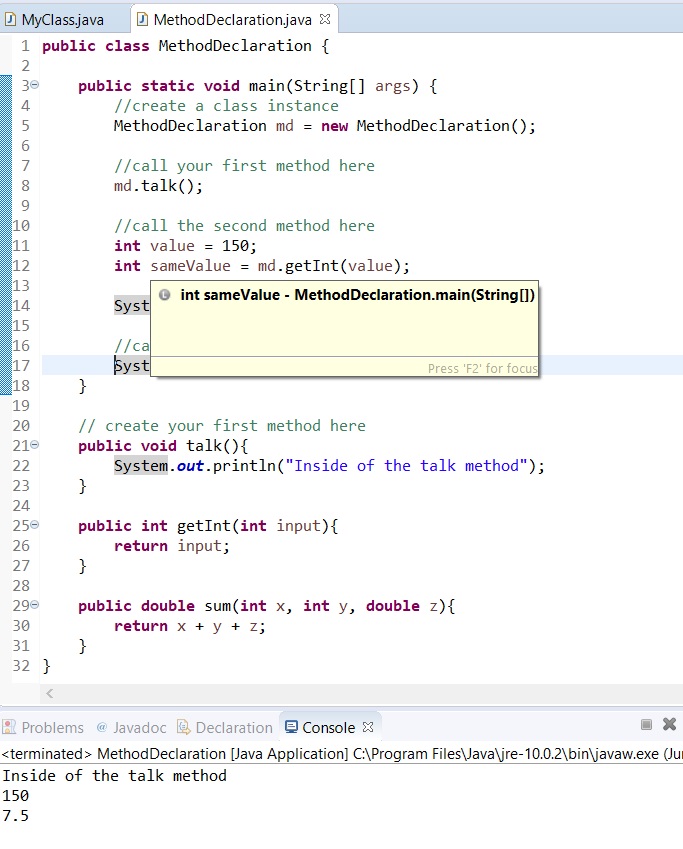 MyClass.java MethodDeclaration.java
1 public class MethodDeclaration {
2
3 public static void main(String[] args) {
4 //create a class instance
5 MethodDeclaration md = new MethodDeclaration();
6
7 //call your first method here
8 md.talk();
9
10 //call the second method here
11 int value = 150;
12 int sameValue = md.getInt(value);
13
int sameValue - MethodDeclaration.main(String[])
14 Syst
15
16 //ca
17 Syst
Press 'F2' for focus
18 }
19
20 // create your first method here
21 public void talk(){
22 System.out.println("Inside of the talk method");
23 }
24
25 public int getInt(int input){
26 return input;
27 }
28
29 public double sum(int x, int y, double z){
30 return x + y + z;
31 }
32 }
Problems @ Javadoc Declaration Console
<terminated> MethodDeclaration [Java Application] C:\Program Files\Java\jre-10.0.2\bin\javaw.exe (Ju
Inside of the talk method
150
7.5